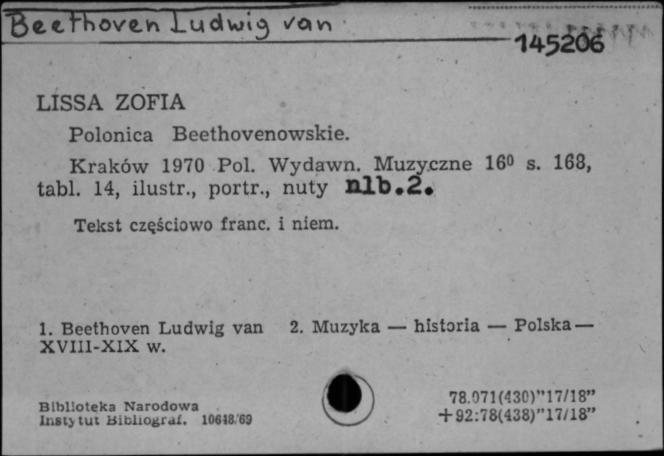 Beethoven Ludwig van
145206
LISSA ZOFIA
Polonica Beethovenowskie.
Kraków 1970 Pol. Wydawn. Muzyczne 16⁰ s. 168,
tabl. 14, ilustr., portr., nuty nlb.2.
Tekst częściowo franc. i niem.
1. Beethoven Ludwig van 2. Muzyka — historia — Polska —
XVIII-XIX w.
Biblioteka Narodowa
Instytut Bibliograf. 10648/69
78.071(430)"17/18"
+92:78(438)"17/18"